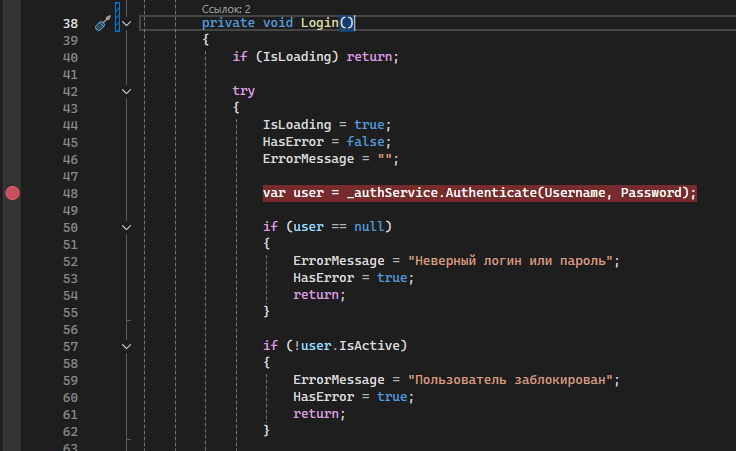 Ссылок: 2
38 private void Login()
39 {
40 if (IsLoading) return;
41
42 try
43 {
44 IsLoading = true;
45 HasError = false;
46 ErrorMessage = "";
47
48 var user = _authService.Authenticate(Username, Password);
49
50 if (user == null)
51 {
52 ErrorMessage = "Неверный логин или пароль";
53 HasError = true;
54 return;
55 }
56
57 if (!user.IsActive)
58 {
59 ErrorMessage = "Пользователь заблокирован";
60 HasError = true;
61 return;
62 }
63